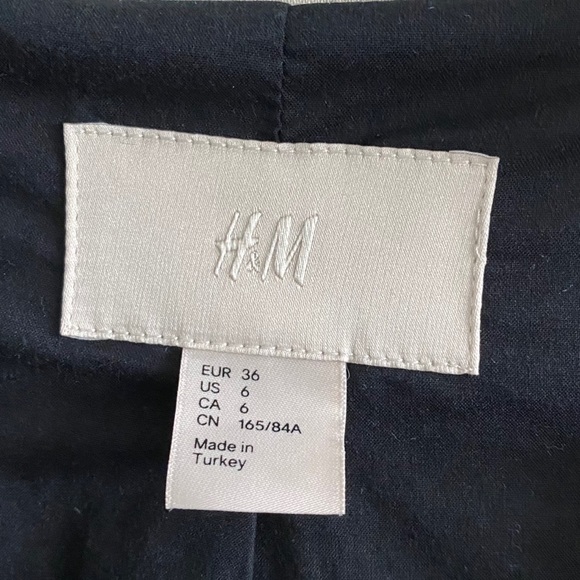 H&M
EUR 36
US 6
CA 6
CN 165/84A
Made in
Turkey